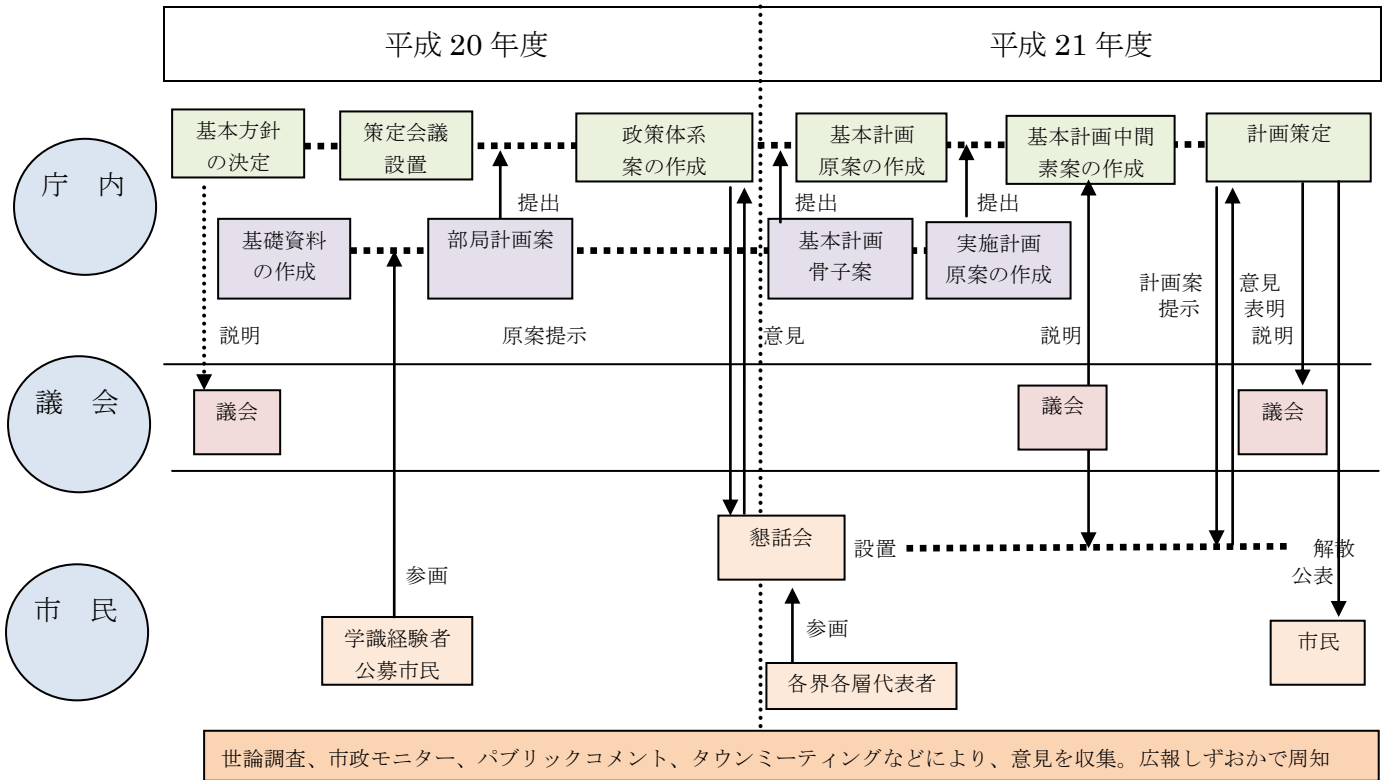 平成 20 年度
平成 21 年度
庁 内
基本方針
の決定
策定会議
設置
政策体系
案の作成
基本計画
原案の作成
基本計画中間
素案の作成
計画策定
提出
提出
提出
基礎資料
の作成
部局計画案
基本計画
骨子案
実施計画
原案の作成
説明
原案提示
意見
説明
計画案
提示
意見
表明
説明
議 会
議会
議会
議会
市 民
懇話会
設置
解散
公表
参画
学識経験者
公募市民
参画
各界各層代表者
市民
世論調査、市政モニター、パブリックコメント、タウンミーティングなどにより、意見を収集。広報しずおかで周知